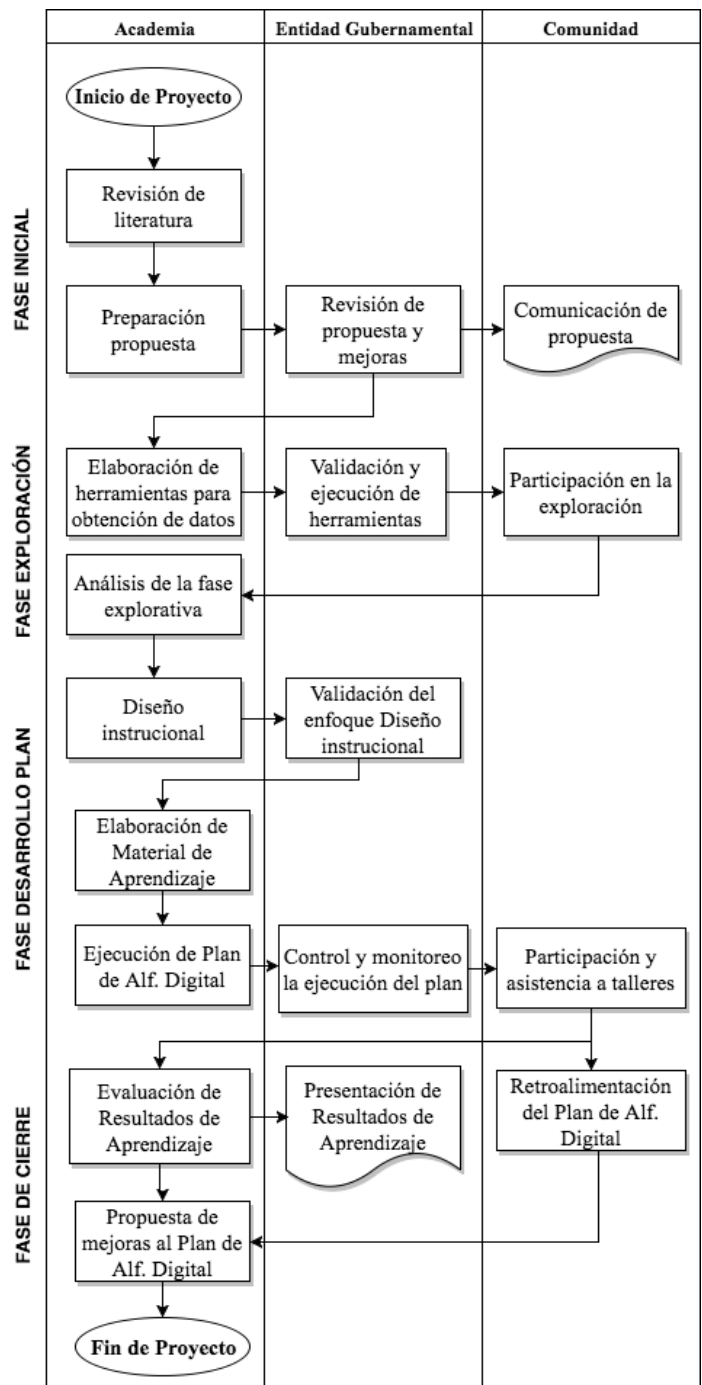 Academia
Entidad Gubernamental
Comunidad
FASE INICIAL
Inicio de Proyecto
Revisión de
literatura
Preparación
propuesta
Revisión de
propuesta y
mejoras
Comunicación de
propuesta
FASE EXPLORACIÓN
Elaboración de
herramientas para
obtención de datos
Validación y
ejecución de
herramientas
Participación en la
exploración
Análisis de la fase
explorativa
FASE DESARROLLO PLAN
Diseño
instruccional
Validación del
enfoque Diseño
instrucional
Elaboración de
Material de
Aprendizaje
Ejecución de Plan
de Alf. Digital
Control y monitoreo
la ejecución del plan
Participación y
asistencia a talleres
FASE DE CIERRE
Evaluación de
Resultados de
Aprendizaje
Presentación de
Resultados de
Aprendizaje
Retroalimentación
del Plan de Alf.
Digital
Propuesta de
mejoras al Plan de
Alf. Digital
Fin de Proyecto